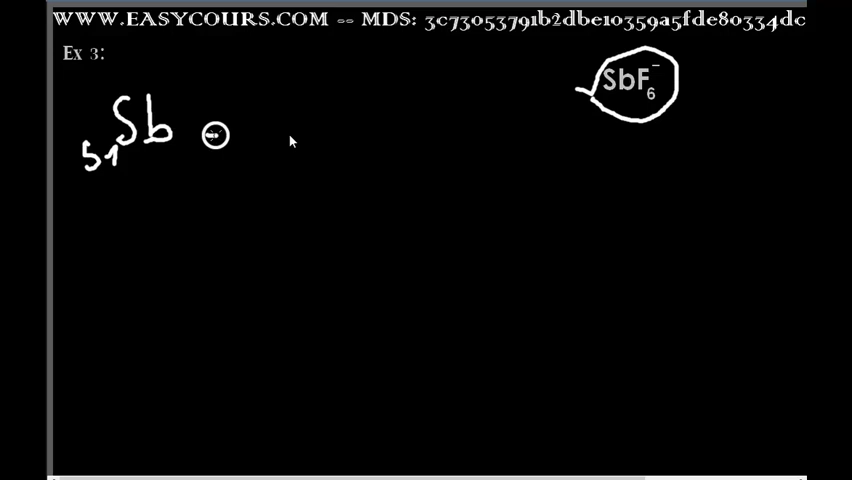 WWW.EASYCOURS.COM -- MDS: 3c73053791b2dbe10359a5fde80334dc
Ex 3:
SbF₆⁻
₅₁Sb